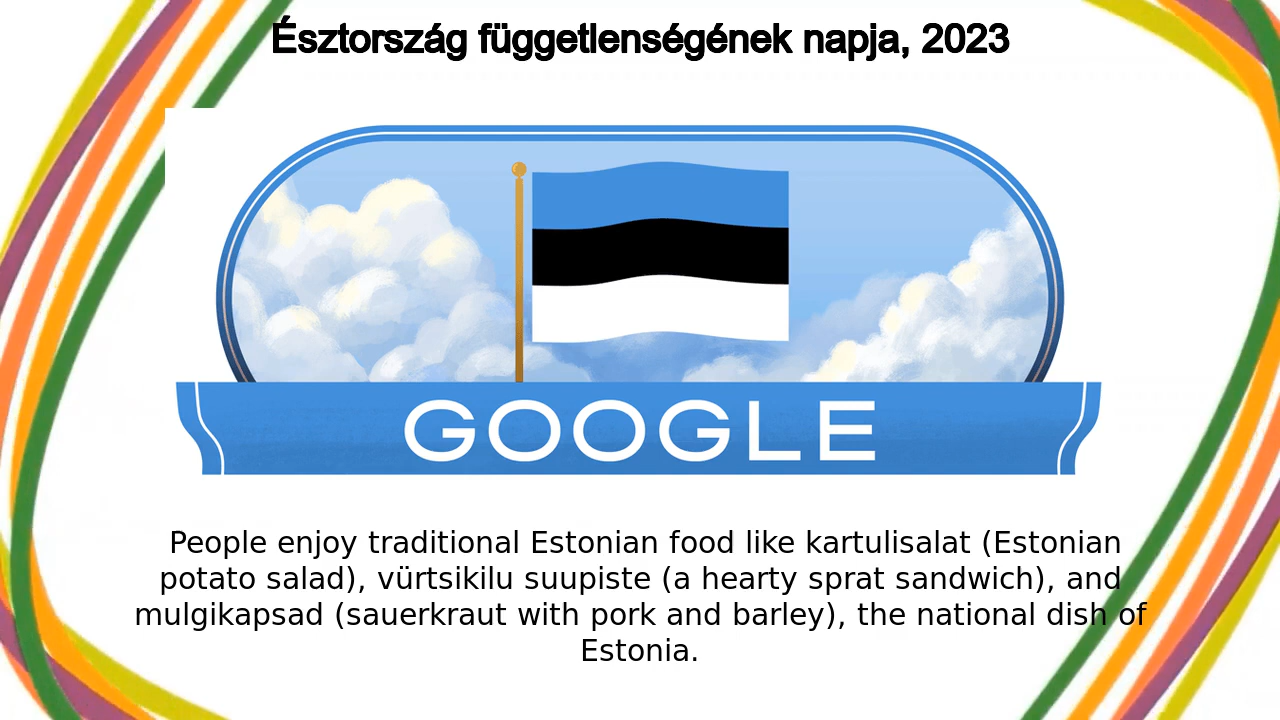 Észtország függetlenségének napja, 2023
GOOGLE
People enjoy traditional Estonian food like kartulisalat (Estonian
potato salad), vürtsikilu suupiste (a hearty sprat sandwich), and
mulgikapsad (sauerkraut with pork and barley), the national dish of
Estonia.